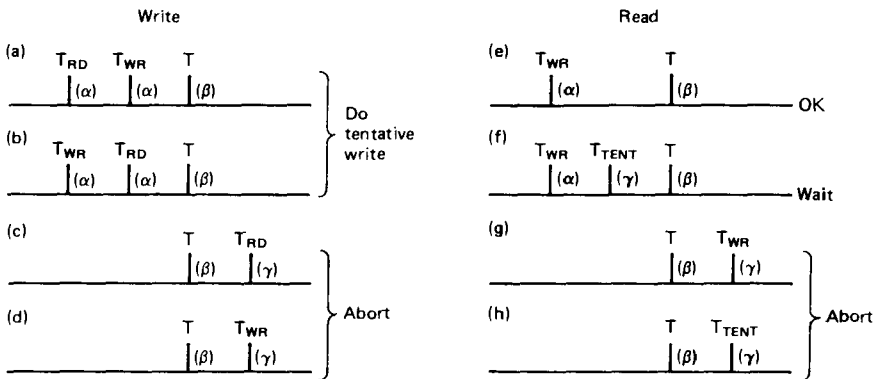 Write
(a)
T_RD T_WR T
(α) (α) (β)
(b)
T_WR T_RD T
(α) (α) (β)
Do
tentative
write
(c)
T T_RD
(β) (γ)
(d)
T T_WR
(β) (γ)
Abort
Read
(e)
T_WR T
(α) (β)
OK
(f)
T_WR T_TENT T
(α) (γ) (β)
Wait
(g)
T T_WR
(β) (γ)
(h)
T T_TENT
(β) (γ)
Abort